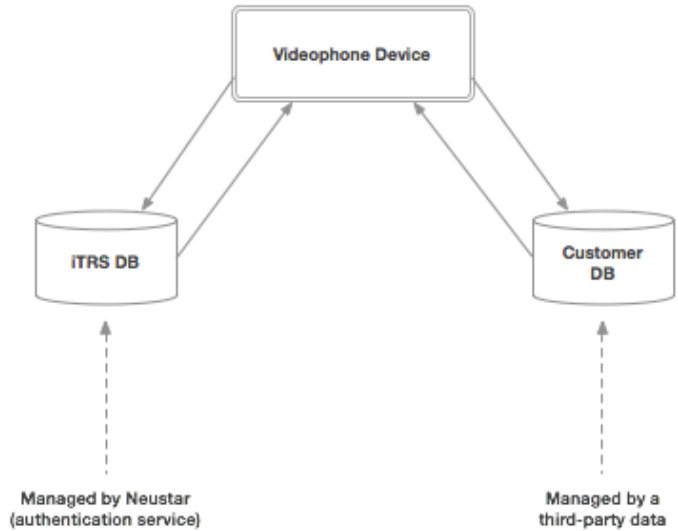 Videophone Device
iTRS DB
Customer
DB
Managed by Neustar
(authentication service)
Managed by a
third-party data